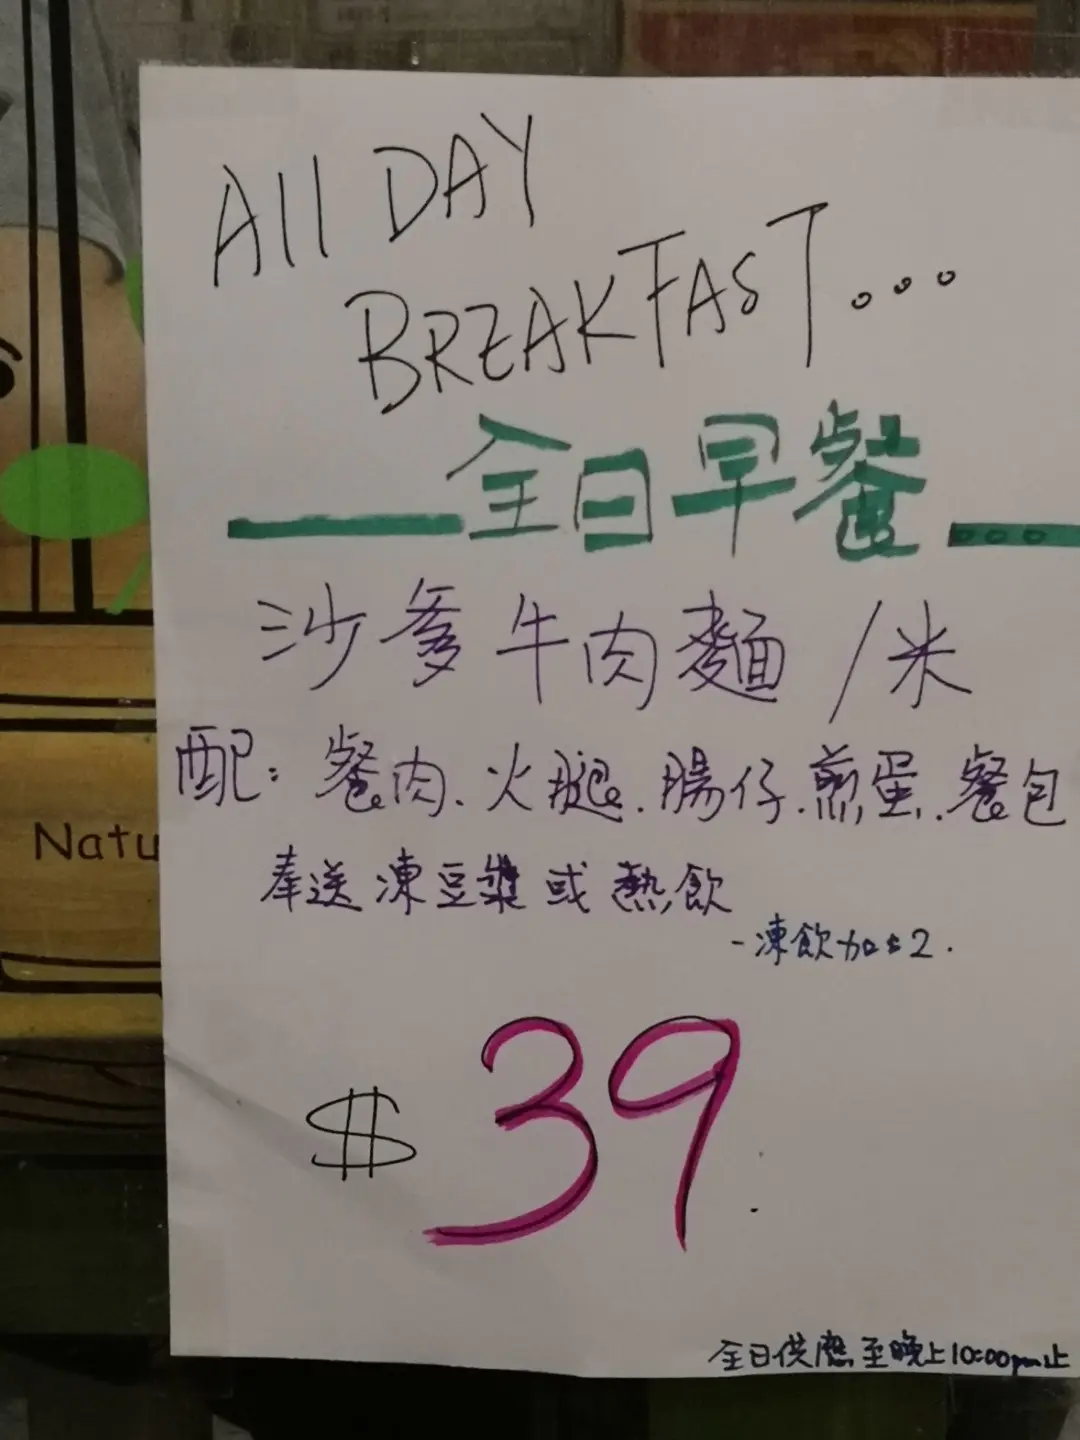 All DAY
BREAKFAST...
全日早餐...
沙爹牛肉麵/米
配: 餐肉、火腿、腸仔、煎蛋、餐包
Natu
奉送凍豆漿或熱飲
-凍飲加$2.
$39.
全日供應至晚上10:00pm止